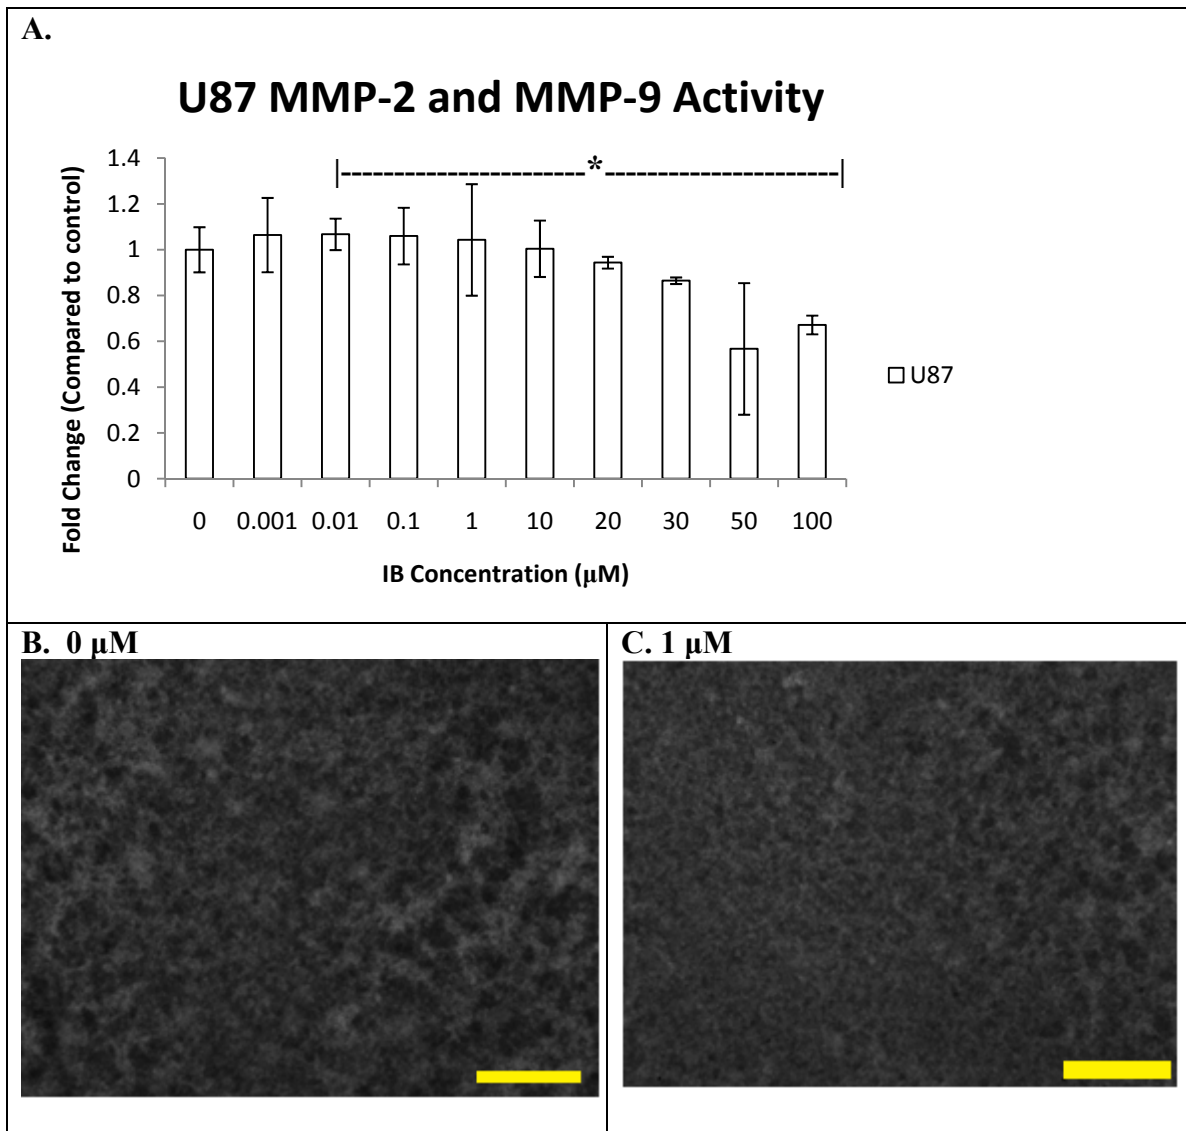 A.
U87 MMP-2 and MMP-9 Activity
Fold Change (Compared to control)
1.4
1.2
1
0.8
0.6
0.4
0.2
0
*
0 0.001 0.01 0.1 1 10 20 30 50 100
IB Concentration (μM)
U87
B. 0 μM
C. 1 μM